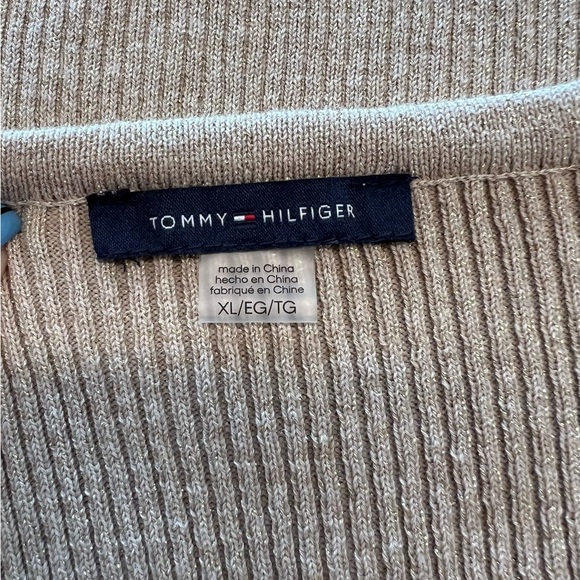 TOMMY HILFIGER
made in China
hecho en China
fabriqué en Chine
XL/EG/TG